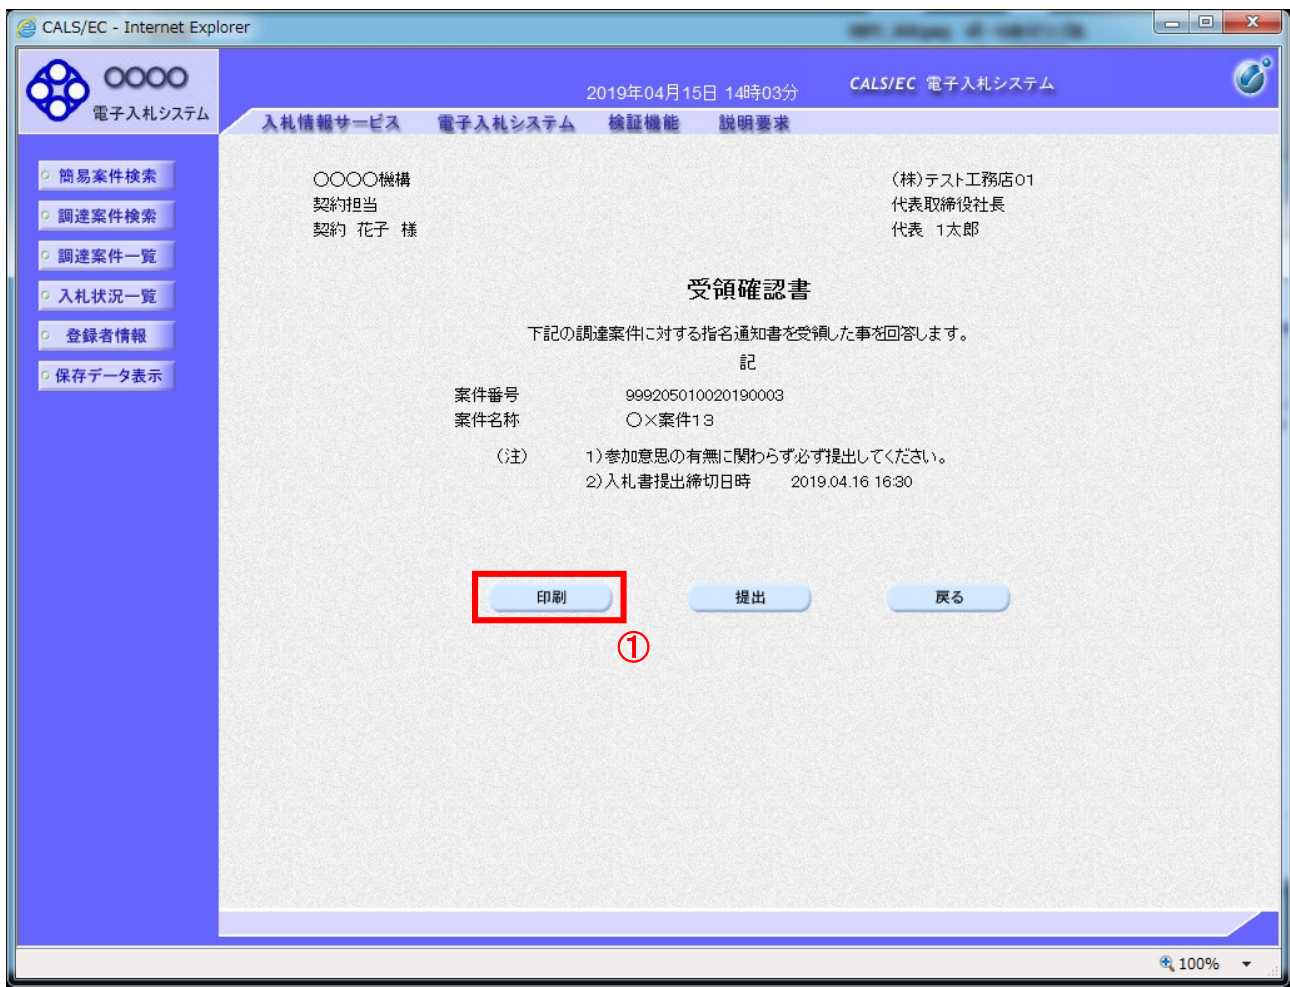 CALS/EC - Internet Explorer
○○○○
電子入札システム
2019年04月15日 14時03分
CALS/EC 電子入札システム
入札情報サービス 電子入札システム 検証機能 説明要求
簡易案件検索
調達案件検索
調達案件一覧
入札状況一覧
登録者情報
保存データ表示
○○○○機構
契約担当
契約 花子 様
(株)テスト工務店01
代表取締役社長
代表 1太郎
受領確認書
下記の調達案件に対する指名通知書を受領した事を回答します。
記
案件番号 999205010020190003
案件名称 ○×案件13
(注) 1)参加意思の有無に関わらず必ず提出してください。
2)入札書提出締切日時 2019.04.16 16:30
印刷 提出 戻る
①
100%